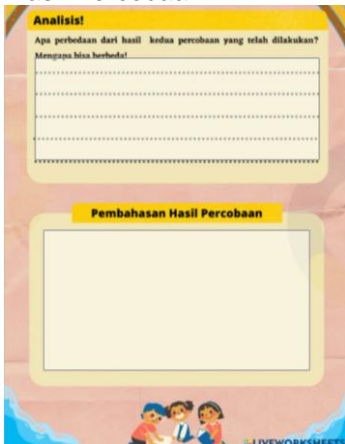 Analisis!
Apa perbedaan dari hasil kedua percobaan yang telah dilakukan?
Mengapa bisa berbeda!
Pembahasan Hasil Percobaan
LIVEWORKSHEETS